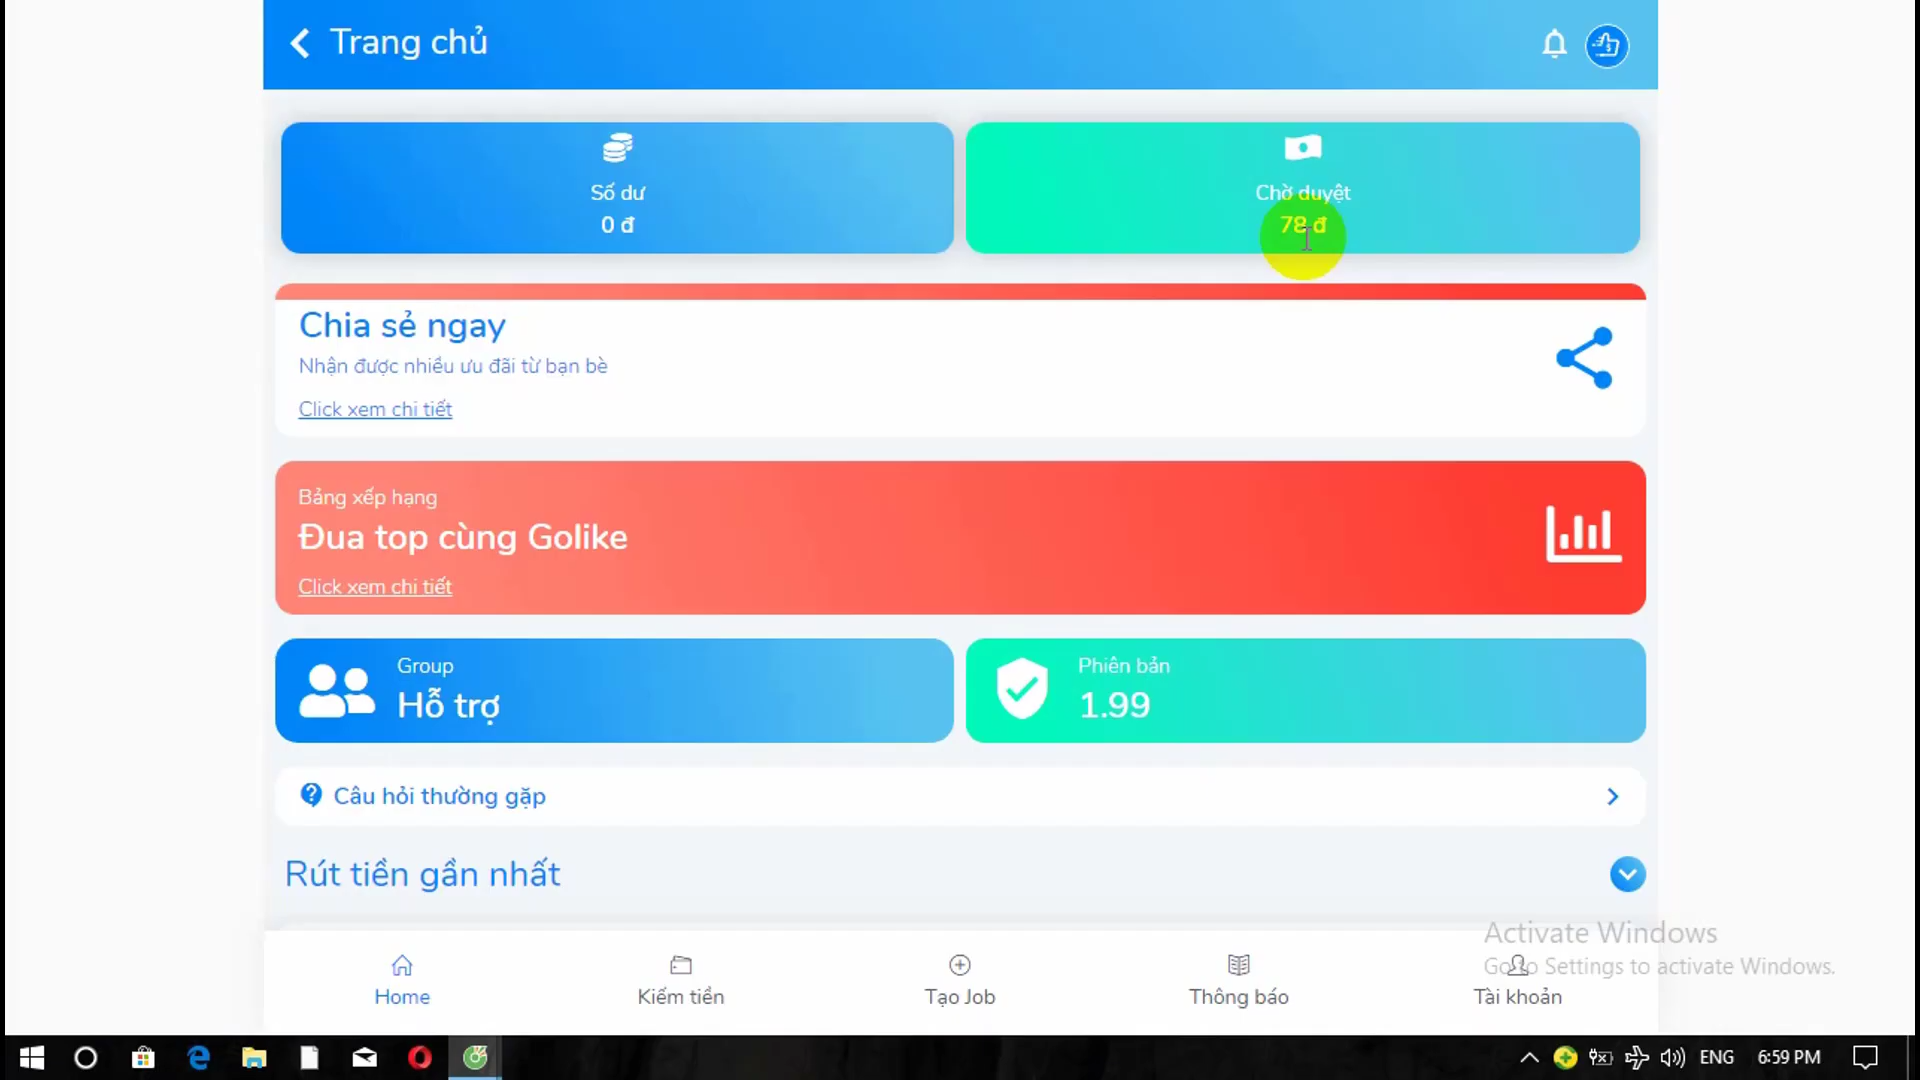 Trang chủ
Số dư
0 đ
Chờ duyệt
78 đ
Chia sẻ ngay
Nhận được nhiều ưu đãi từ bạn bè
Click xem chi tiết
Bảng xếp hạng
Đua top cùng Golike
Click xem chi tiết
Group
Hỗ trợ
Phiên bản
1.99
Câu hỏi thường gặp
Rút tiền gần nhất
Activate Windows
Go to Settings to activate Windows.
Home
Kiếm tiền
Tạo Job
Thông báo
Tài khoản
ENG
6:59 PM